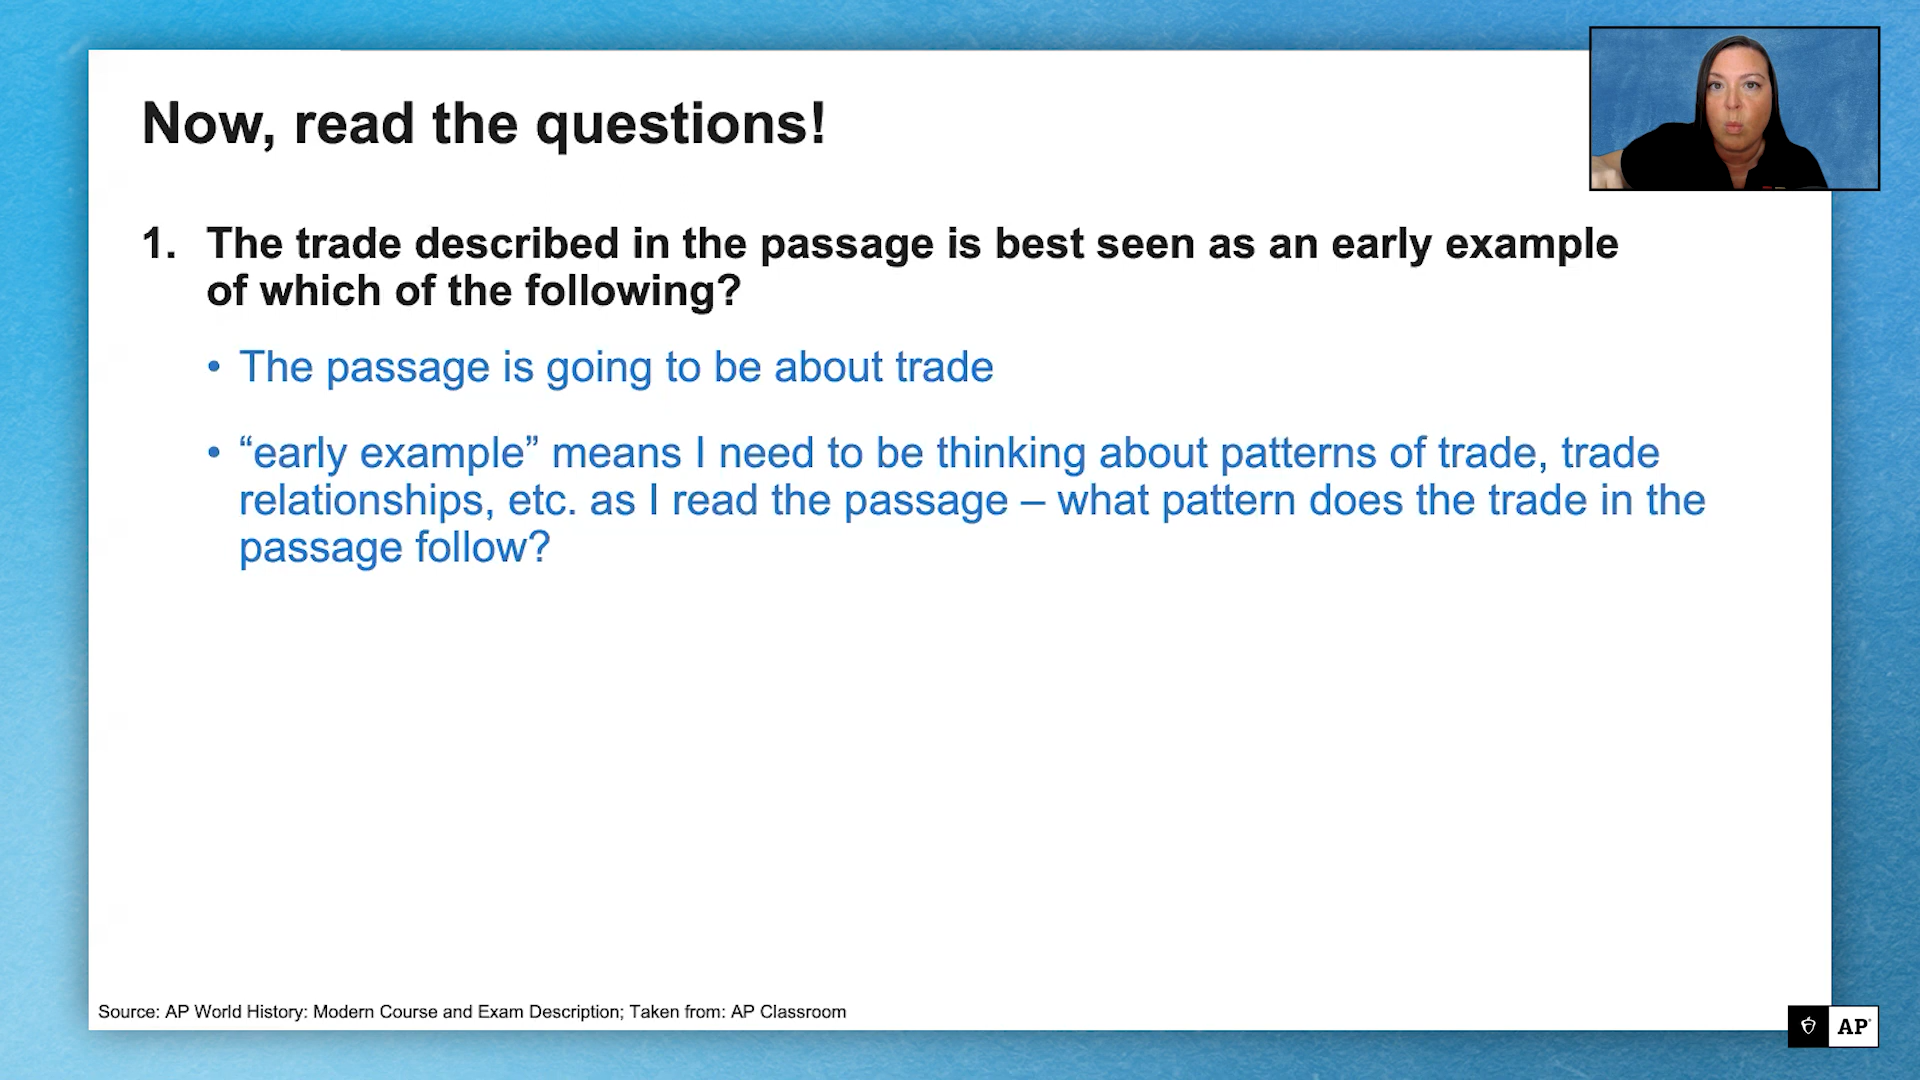 Now, read the questions!
1. The trade described in the passage is best seen as an early example
of which of the following?
• The passage is going to be about trade
• “early example” means I need to be thinking about patterns of trade, trade
relationships, etc. as I read the passage – what pattern does the trade in the
passage follow?
Source: AP World History: Modern Course and Exam Description; Taken from: AP Classroom
AP